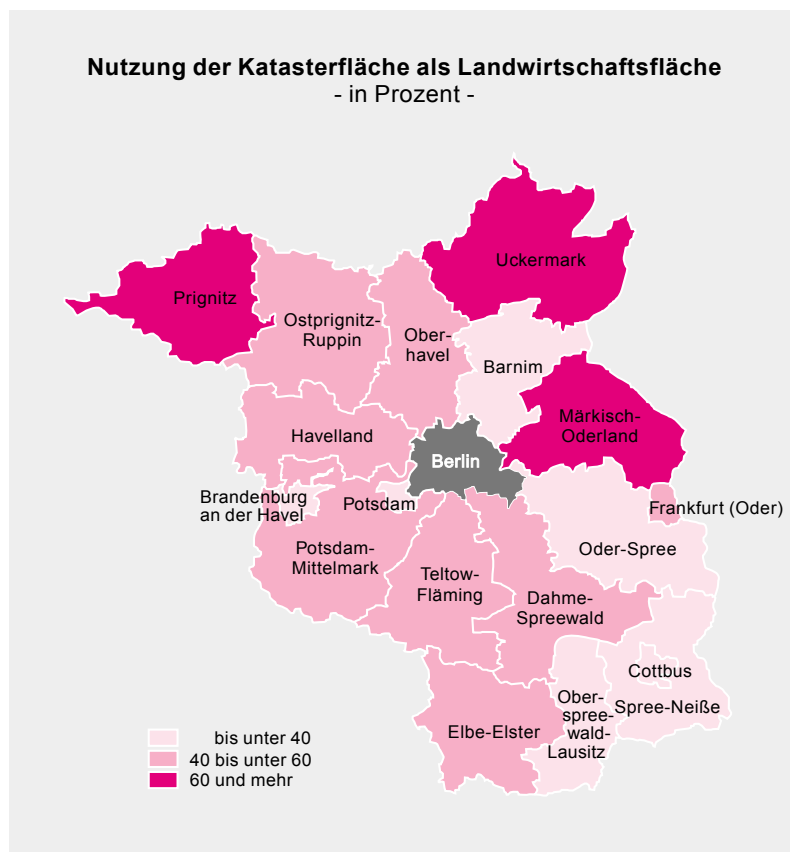 Nutzung der Katasterfläche als Landwirtschaftsfläche
- in Prozent -
Uckermark
Prignitz
Ostprignitz-
Ruppin
Ober-
havel
Barnim
Märkisch-
Oderland
Havelland
Berlin
Brandenburg
an der Havel
Potsdam
Frankfurt (Oder)
Oder-Spree
Potsdam-
Mittelmark
Teltow-
Fläming
Dahme-
Spreewald
Cottbus
Spree-Neiße
Ober-
spree-
wald-
Lausitz
Elbe-Elster
bis unter 40
40 bis unter 60
60 und mehr